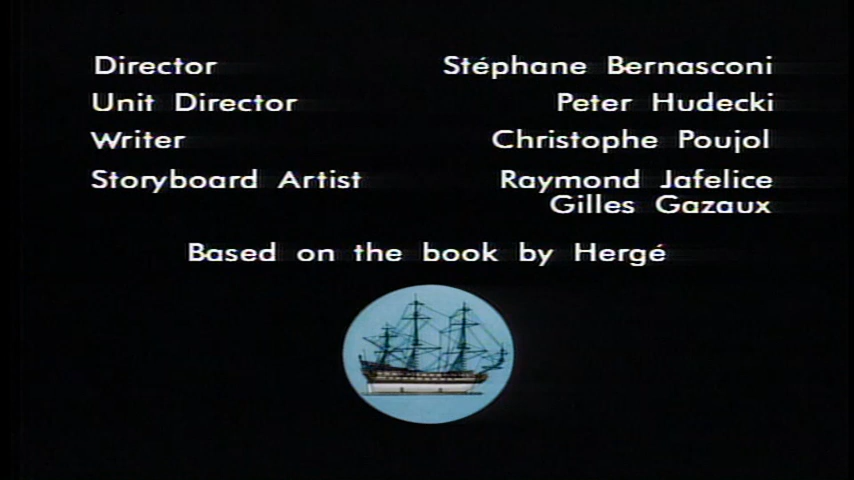 Director Stéphane Bernasconi
Unit Director Peter Hudecki
Writer Christophe Poujol
Storyboard Artist Raymond Jafelice
Gilles Gazaux
Based on the book by Hergé